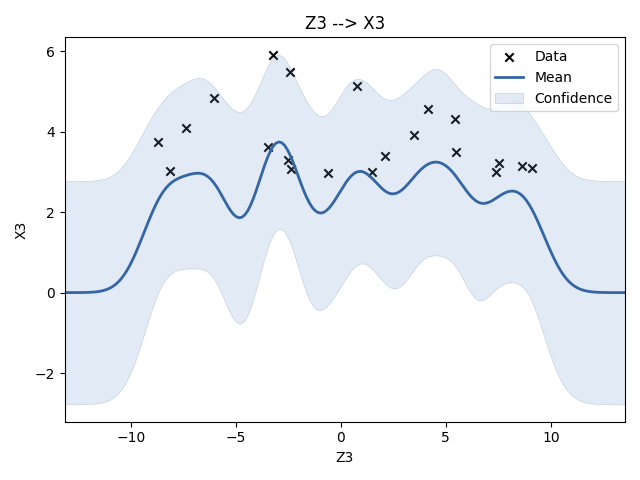 Z3 --> X3
Data
Mean
Confidence
X3
6
4
2
0
−2
−10 −5 0 5 10
Z3